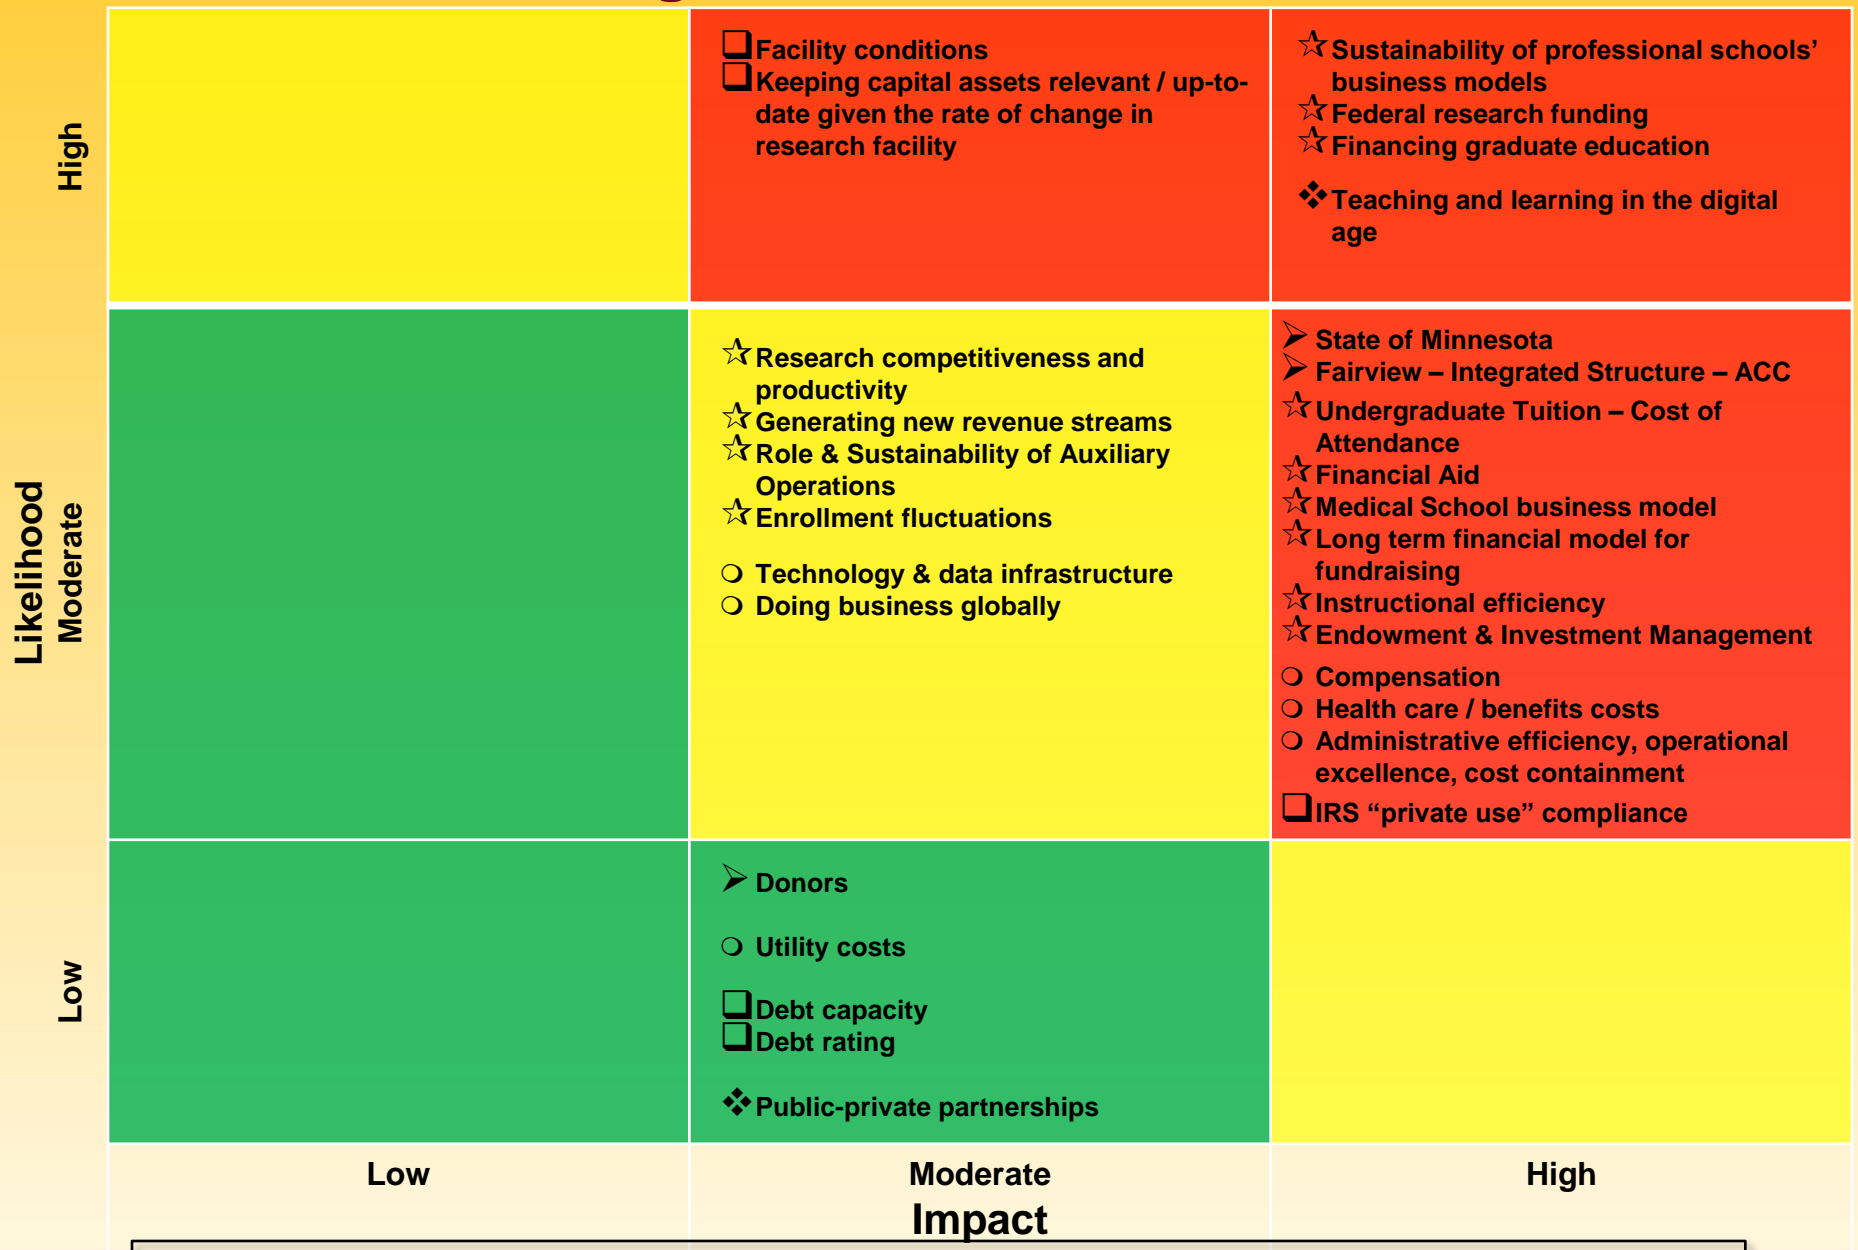 High
❑ Facility conditions
❑ Keeping capital assets relevant / up-to-
date given the rate of change in
research facility
☆ Sustainability of professional schools’
business models
☆ Federal research funding
☆ Financing graduate education
❖ Teaching and learning in the digital
age
Likelihood
Moderate
☆ Research competitiveness and
productivity
☆ Generating new revenue streams
☆ Role & Sustainability of Auxiliary
Operations
☆ Enrollment fluctuations
❍ Technology & data infrastructure
❍ Doing business globally
➢ State of Minnesota
➢ Fairview – Integrated Structure – ACC
☆ Undergraduate Tuition – Cost of
Attendance
☆ Financial Aid
☆ Medical School business model
☆ Long term financial model for
fundraising
☆ Instructional efficiency
☆ Endowment & Investment Management
❍ Compensation
❍ Health care / benefits costs
❍ Administrative efficiency, operational
excellence, cost containment
❑ IRS “private use” compliance
Low
➢ Donors
❍ Utility costs
❑ Debt capacity
❑ Debt rating
❖ Public-private partnerships
Low
Moderate
High
Impact